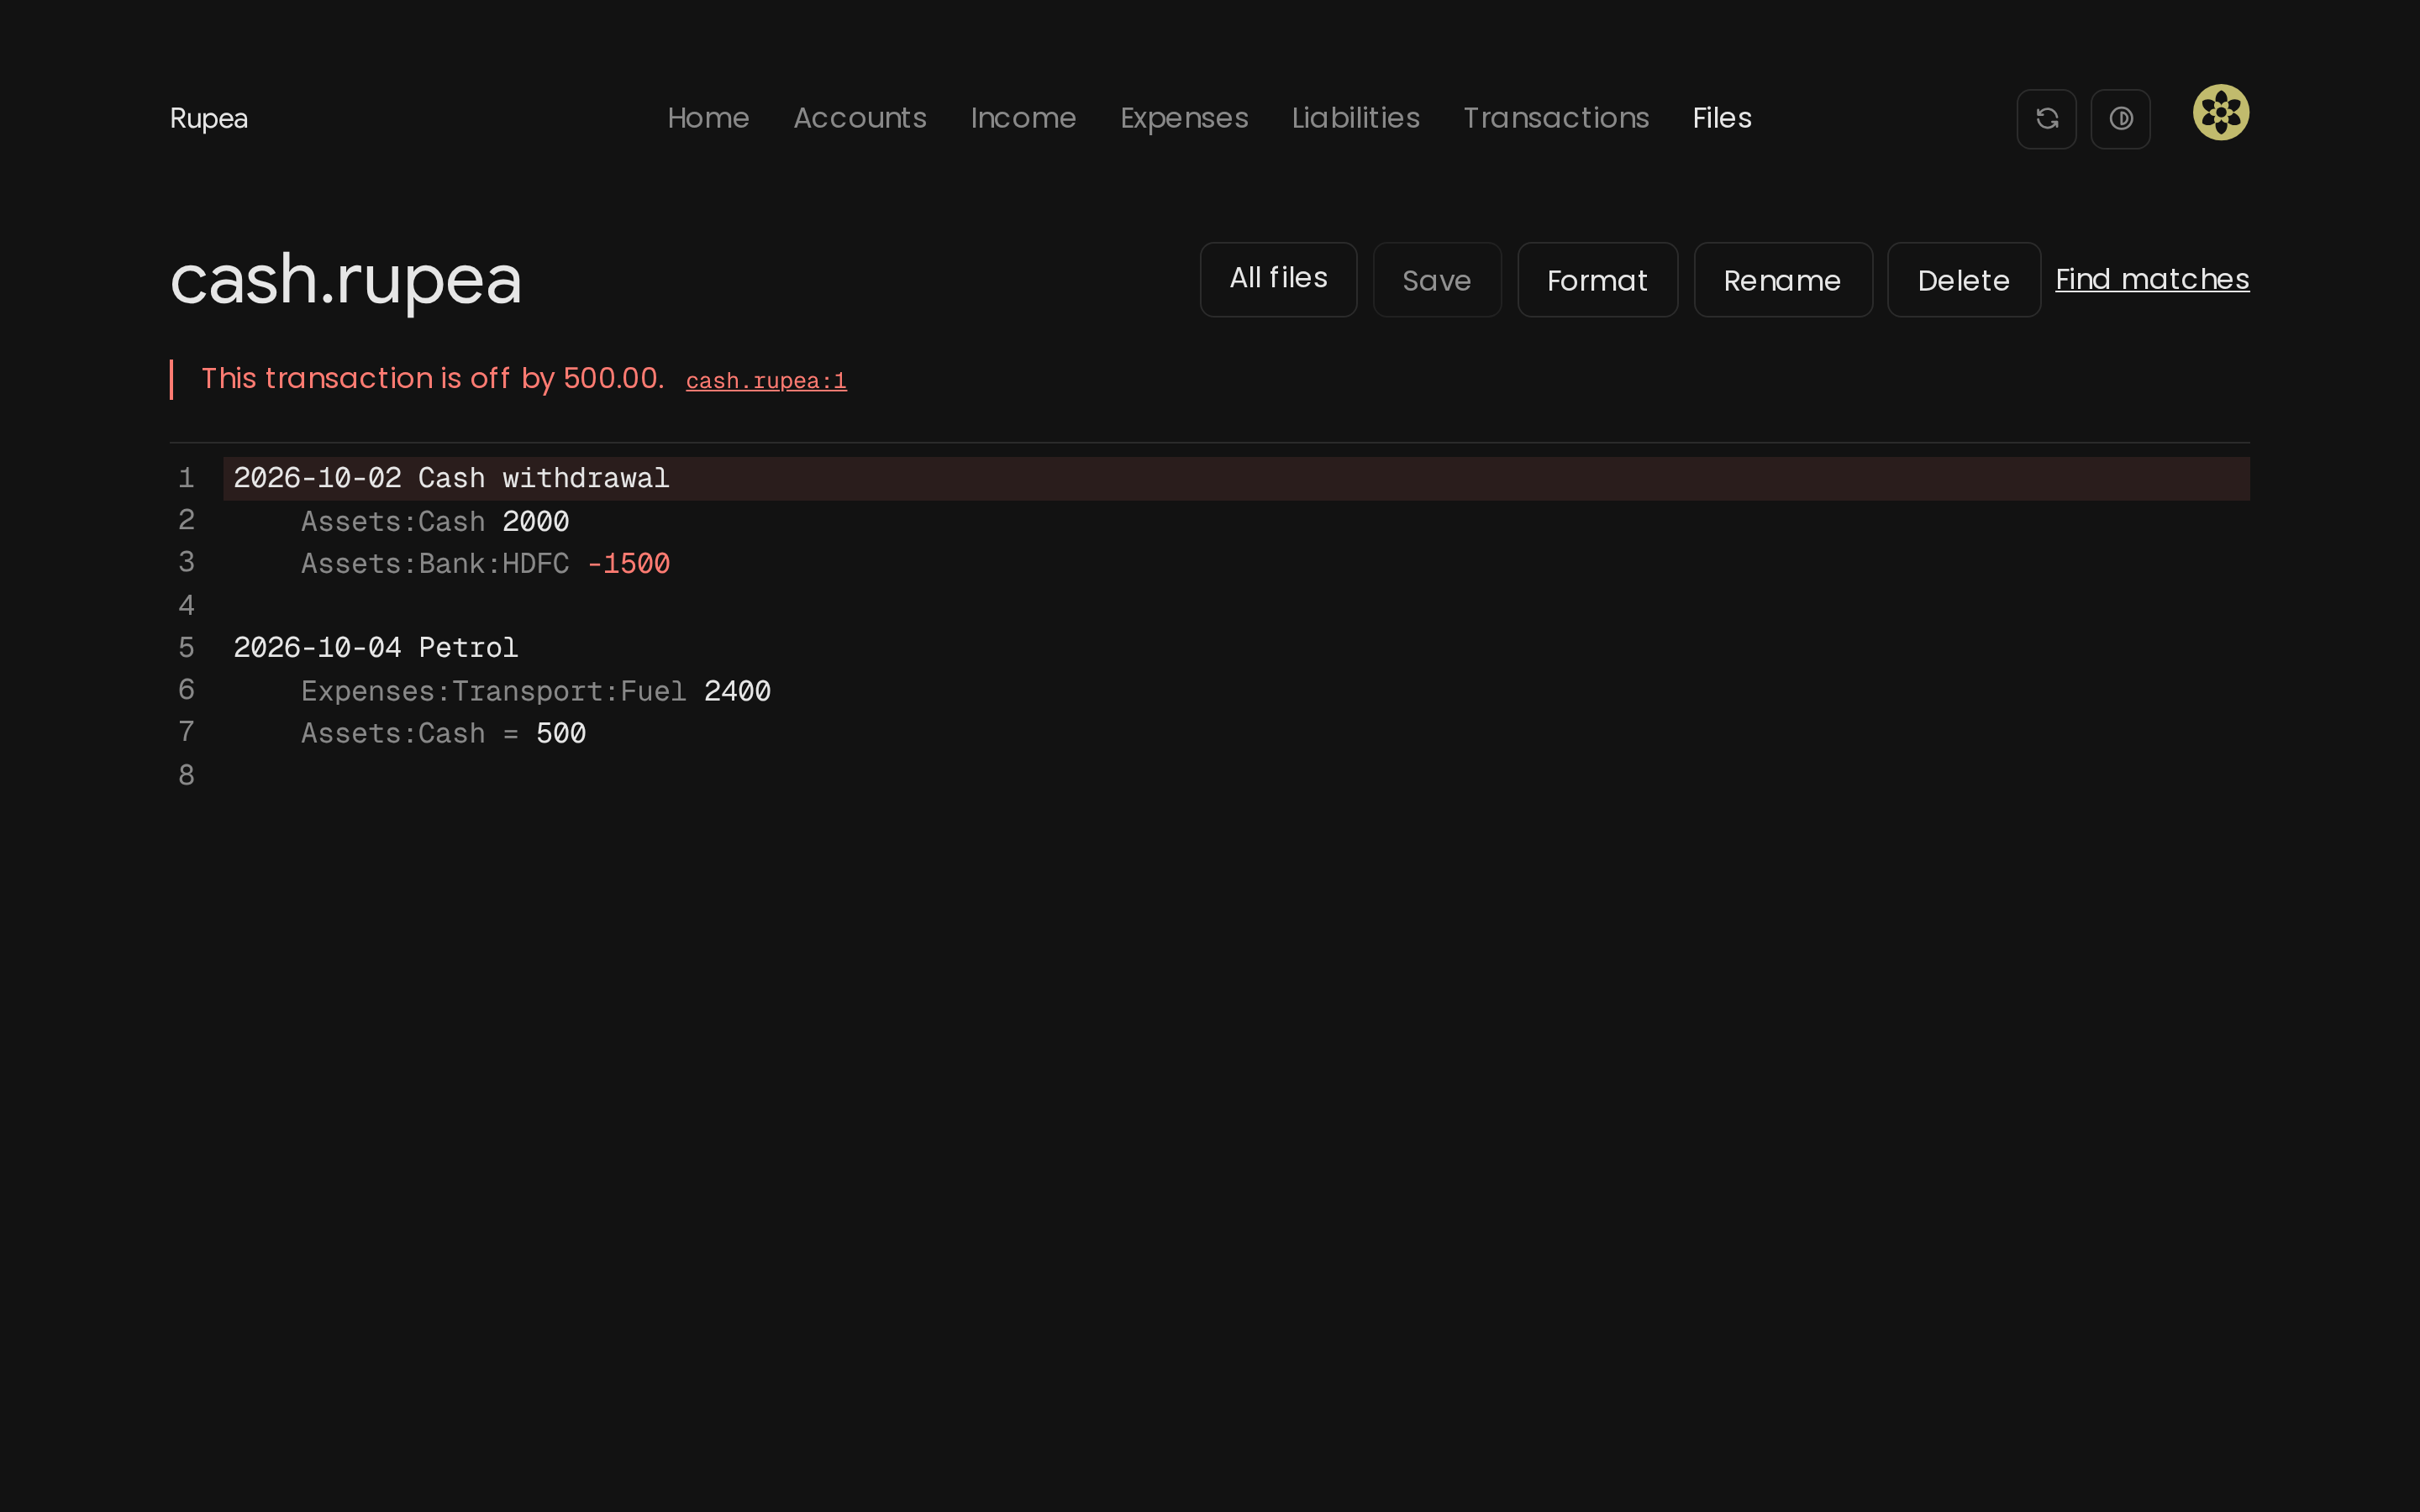 Rupea Home Accounts Income Expenses Liabilities Transactions Files
cash.rupea All files Save Format Rename Delete Find matches
This transaction is off by 500.00. cash.rupea:1
1 2026-10-02 Cash withdrawal
2 Assets:Cash 2000
3 Assets:Bank:HDFC -1500
4
5 2026-10-04 Petrol
6 Expenses:Transport:Fuel 2400
7 Assets:Cash = 500
8